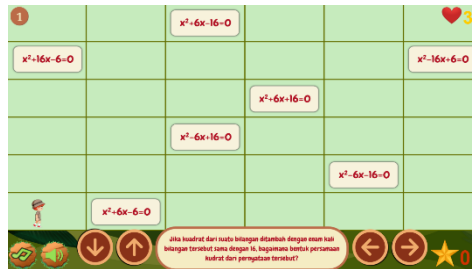 1
x²+6x-16=0
3
x²+16x-6=0
x²-16x+6=0
x²+6x+16=0
x²-6x+16=0
x²-6x-16=0
x²+6x-6=0
Jika kuadrat dari suatu bilangan ditambah dengan enam kali
bilangan tersebut sama dengan 16, bagaimana bentuk persamaan
kudrat dari pernyataan tersebut?
0